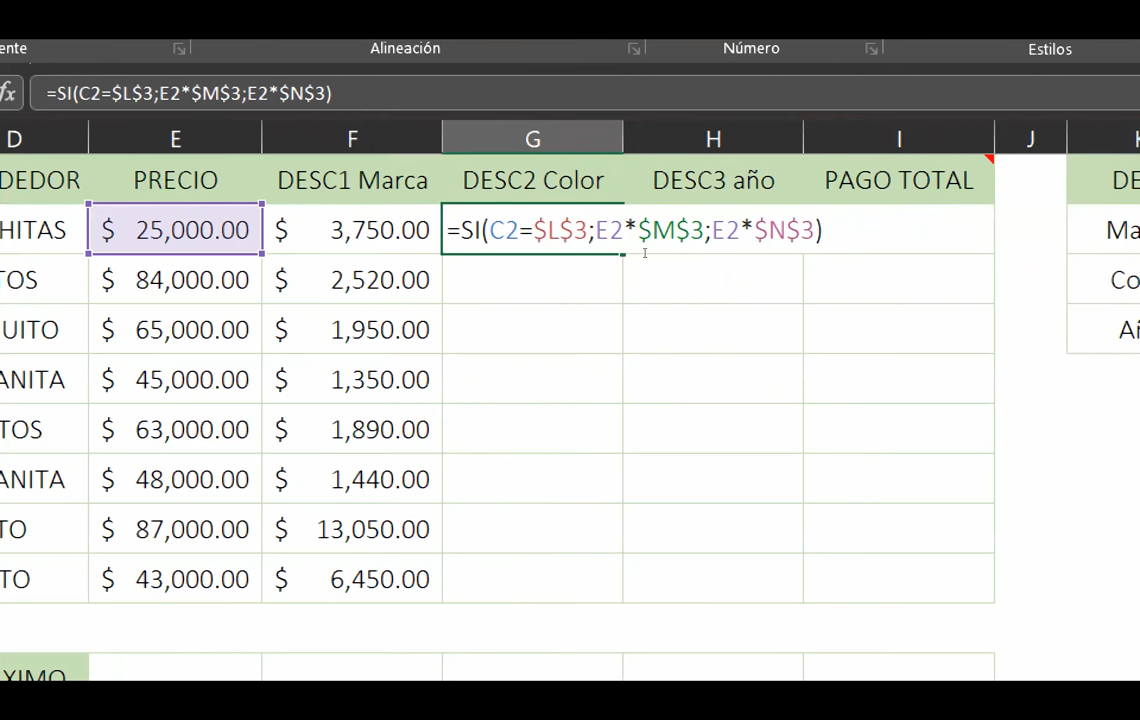 ente Alineación Número Estilos
fx =SI(C2=$L$3;E2*$M$3;E2*$N$3)
D E F G H I J K
DEDOR PRECIO DESC1 Marca DESC2 Color DESC3 año PAGO TOTAL DE
HITAS $ 25,000.00 $ 3,750.00 =SI(C2=$L$3;E2*$M$3;E2*$N$3) Ma
TOS $ 84,000.00 $ 2,520.00 Co
UITO $ 65,000.00 $ 1,950.00 Añ
ANITA $ 45,000.00 $ 1,350.00
TOS $ 63,000.00 $ 1,890.00
ANITA $ 48,000.00 $ 1,440.00
TO $ 87,000.00 $ 13,050.00
TO $ 43,000.00 $ 6,450.00
XIMO